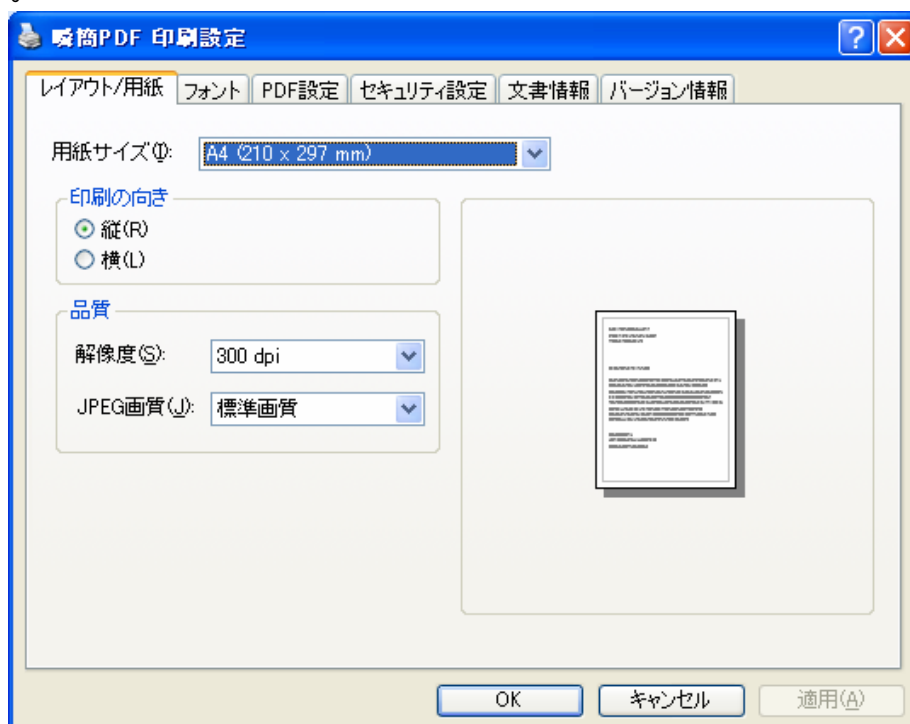 瞬簡PDF 印刷設定
レイアウト/用紙 フォント PDF設定 セキュリティ設定 文書情報 バージョン情報
用紙サイズ(I): A4 (210 x 297 mm)
印刷の向き
縦(R)
横(L)
品質
解像度(S): 300 dpi
JPEG画質(J): 標準画質
OK キャンセル 適用(A)